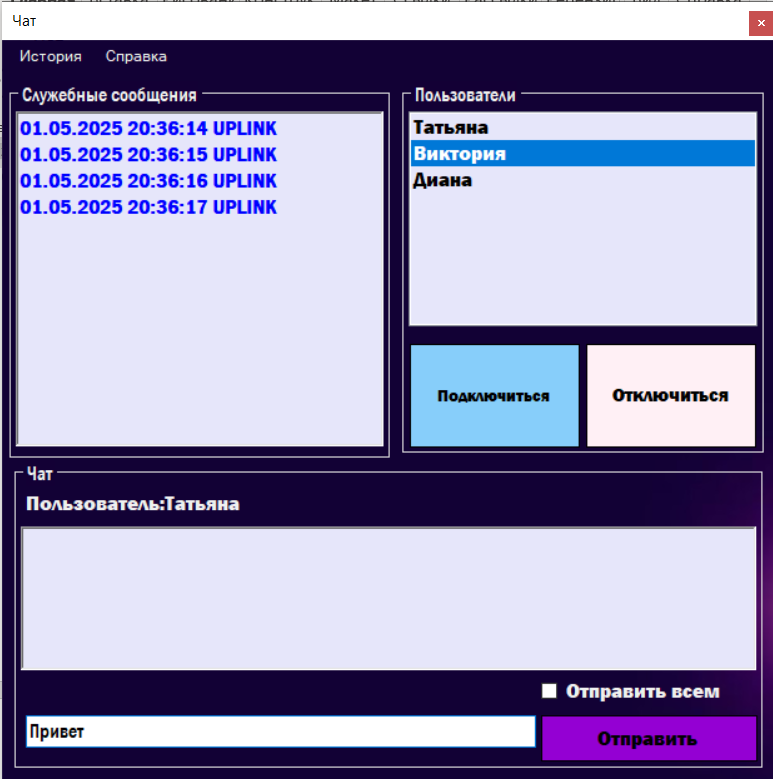 Чат
История Справка
Служебные сообщения
01.05.2025 20:36:14 UPLINK
01.05.2025 20:36:15 UPLINK
01.05.2025 20:36:16 UPLINK
01.05.2025 20:36:17 UPLINK
Пользователи
Татьяна
Виктория
Диана
Подключиться
Отключиться
Чат
Пользователь:Татьяна
Отправить всем
Привет
Отправить